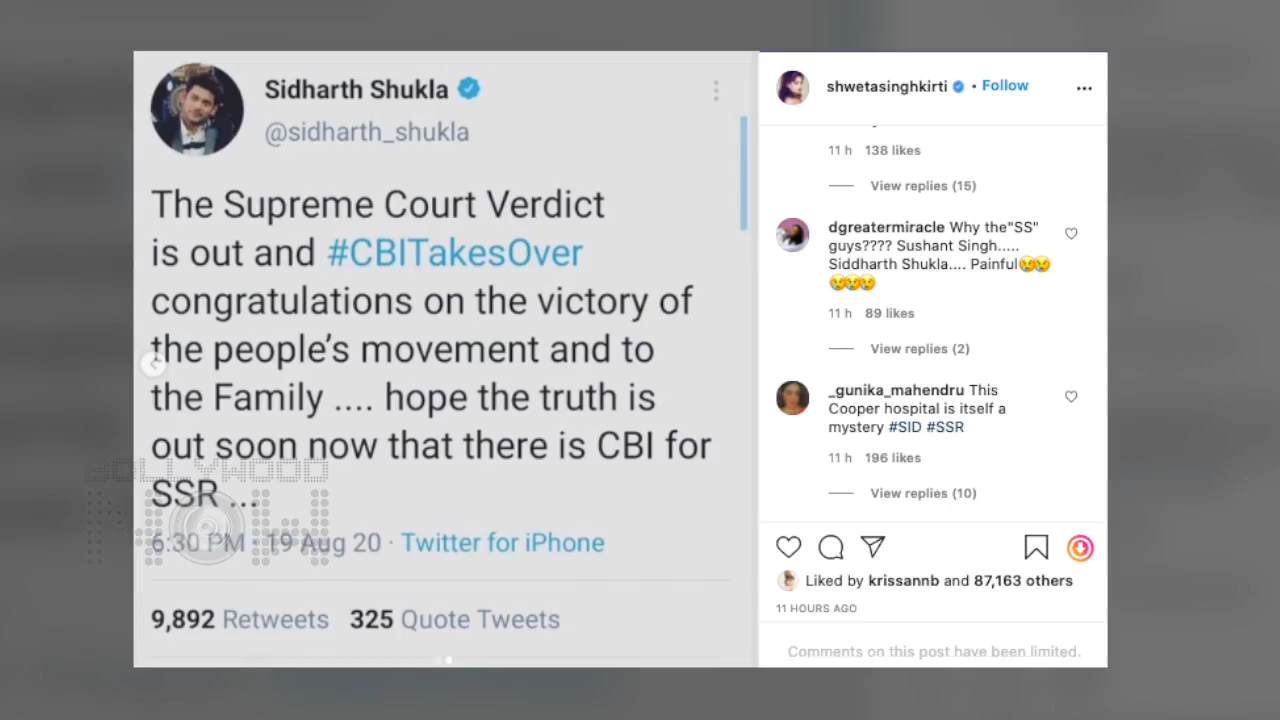 Sidharth Shukla
@sidharth_shukla
The Supreme Court Verdict
is out and #CBITakesOver
congratulations on the victory of
the people's movement and to
the Family .... hope the truth is
out soon now that there is CBI for
SSR ...
6:30 PM · 19 Aug 20 · Twitter for iPhone
9,892 Retweets 325 Quote Tweets
BOLLYWOOD
NOW
shwetasinghkirti • Follow
11 h 138 likes
View replies (15)
dgreatermiracle Why the"SS"
guys???? Sushant Singh.....
Siddharth Shukla.... Painful😢😢
😢😢😢
11 h 89 likes
View replies (2)
_gunika_mahendru This
Cooper hospital is itself a
mystery #SID #SSR
11 h 196 likes
View replies (10)
Liked by krissannb and 87,163 others
11 HOURS AGO
Comments on this post have been limited.